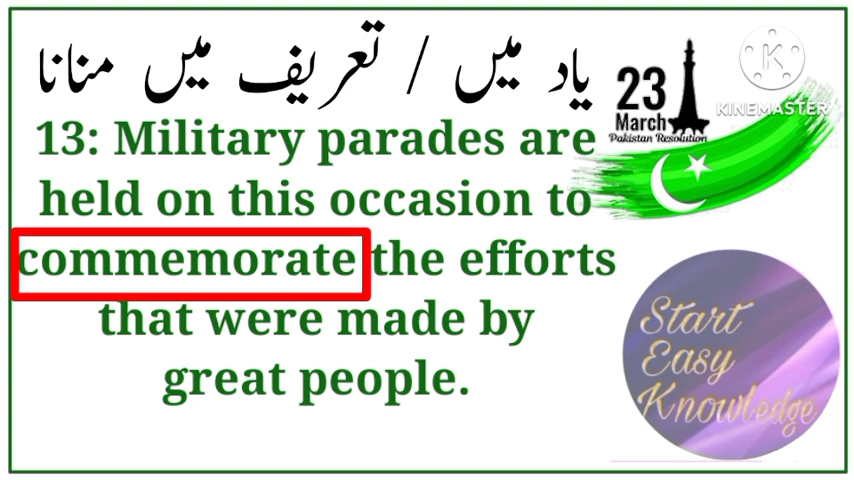 یاد میں / تعریف میں منانا
23
March
Pakistan Resolution
KINEMASTER
13: Military parades are
held on this occasion to
commemorate the efforts
that were made by
great people.
Start
Easy
Knowledge